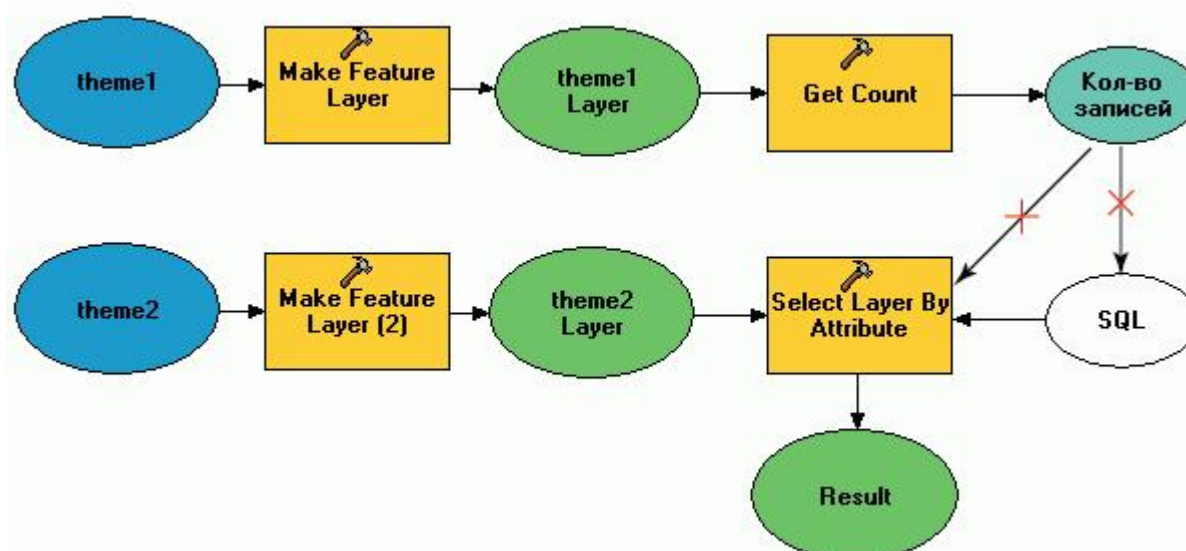 theme1
Make Feature
Layer
theme1
Layer
Get Count
Кол-во
записей
theme2
Make Feature
Layer (2)
theme2
Layer
Select Layer By
Attribute
SQL
Result